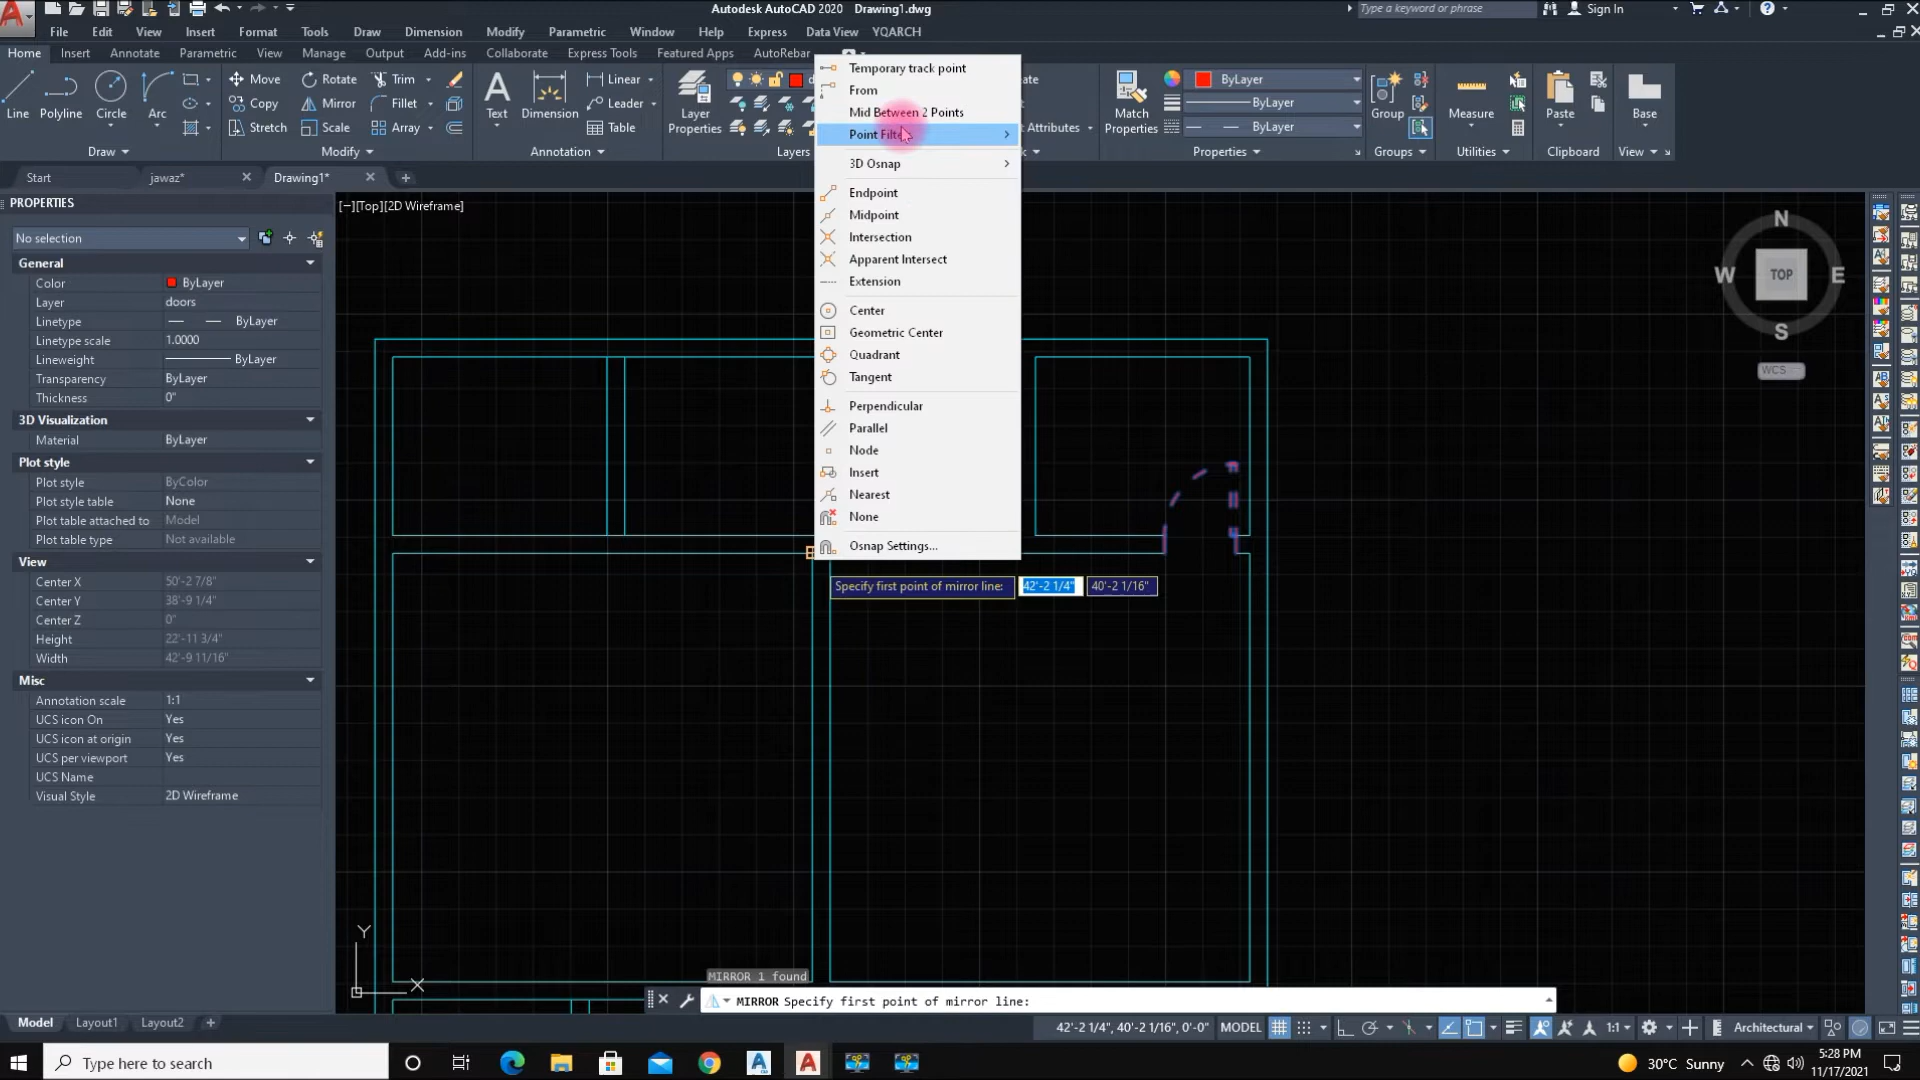 Autodesk AutoCAD 2020 Drawing1.dwg
Type a keyword or phrase
Sign In
File Edit View Insert Format Tools Draw Dimension Modify Parametric Window Help Express Data View YQARCH
Home Insert Annotate Parametric View Manage Output Add-ins Collaborate Express Tools Featured Apps AutoRebar
Line Polyline Circle Arc
Move Rotate Trim
Copy Mirror Fillet
Stretch Scale Array
Text Dimension
Linear
Leader
Table
Layer Properties
Match Properties
ByLayer
ByLayer
ByLayer
Group Measure Paste Base
Draw Modify Annotation Layers Properties Groups Utilities Clipboard View
Start jawaz* Drawing1*
PROPERTIES
No selection
General
Color ByLayer
Layer doors
Linetype ByLayer
Linetype scale 1.0000
Lineweight ByLayer
Transparency ByLayer
Thickness 0"
3D Visualization
Material ByLayer
Plot style
Plot style ByColor
Plot style table None
Plot table attached to Model
Plot table type Not available
View
Center X 50'-2 7/8"
Center Y 38'-9 1/4"
Center Z 0"
Height 22'-11 3/4"
Width 42'-9 11/16"
Misc
Annotation scale 1:1
UCS icon On Yes
UCS icon at origin Yes
UCS per viewport Yes
UCS Name
Visual Style 2D Wireframe
[−][Top][2D Wireframe]
Temporary track point
From
Mid Between 2 Points
3D Osnap
Endpoint
Midpoint
Intersection
Apparent Intersect
Extension
Center
Geometric Center
Quadrant
Tangent
Perpendicular
Parallel
Node
Insert
Nearest
None
Osnap Settings...
Specify first point of mirror line: 42'-2 1/4" 40'-2 1/16"
N
W TOP E
S
WCS
Y
X
MIRROR 1 found
MIRROR Specify first point of mirror line:
Model Layout1 Layout2
42'-2 1/4", 40'-2 1/16", 0'-0" MODEL 1:1 Architectural
Type here to search
30°C Sunny
5:28 PM
11/17/2021